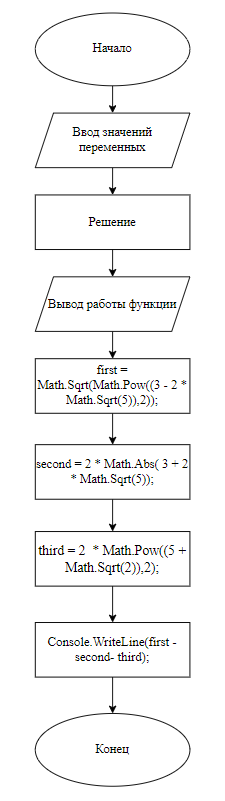 Начало
Ввод значений
переменных
Решение
Вывод работы функции
first =
Math.Sqrt(Math.Pow((3 - 2 *
Math.Sqrt(5)),2));
second = 2 * Math.Abs( 3 + 2
* Math.Sqrt(5));
third = 2 * Math.Pow((5 +
Math.Sqrt(2)),2);
Console.WriteLine(first -
second- third);
Конец